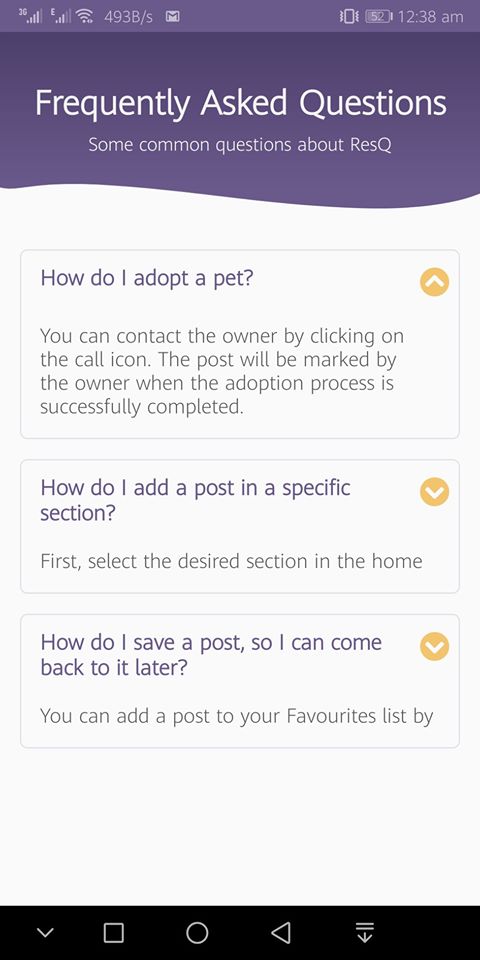 3G E 493B/s 52 12:38 am
Frequently Asked Questions
Some common questions about ResQ
How do I adopt a pet?
You can contact the owner by clicking on
the call icon. The post will be marked by
the owner when the adoption process is
successfully completed.
How do I add a post in a specific
section?
First, select the desired section in the home
How do I save a post, so I can come
back to it later?
You can add a post to your Favourites list by